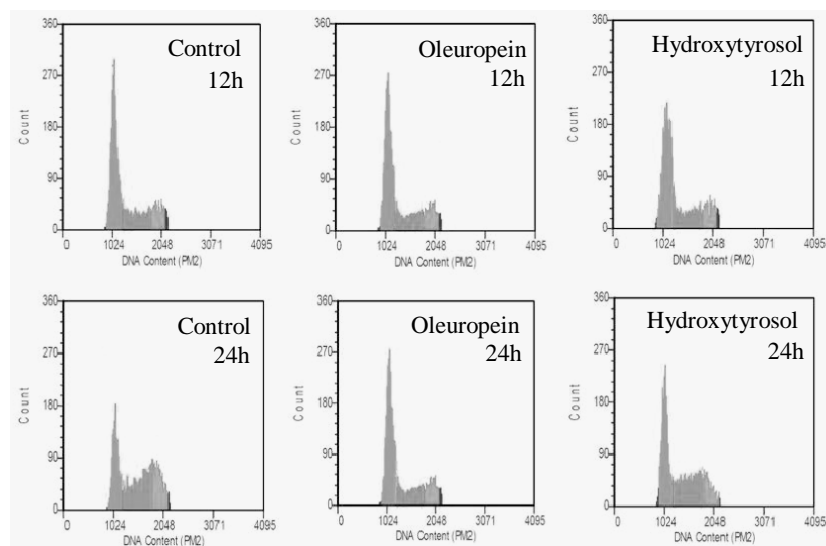 Control
12h
360
270
180
90
0
Count
0 1024 2048 3071 4095
DNA Content (PM2)
Oleuropein
12h
360
270
180
90
0
Count
0 1024 2048 3071 4095
DNA Content (PM2)
Hydroxytyrosol
12h
360
270
180
90
0
Count
0 1024 2048 3071 4095
DNA Content (PM2)
Control
24h
360
270
180
90
0
Count
0 1024 2048 3071 4095
DNA Content (PM2)
Oleuropein
24h
360
270
180
90
0
Count
0 1024 2048 3071 4095
DNA Content (PM2)
Hydroxytyrosol
24h
360
270
180
90
0
Count
0 1024 2048 3071 4095
DNA Content (PM2)